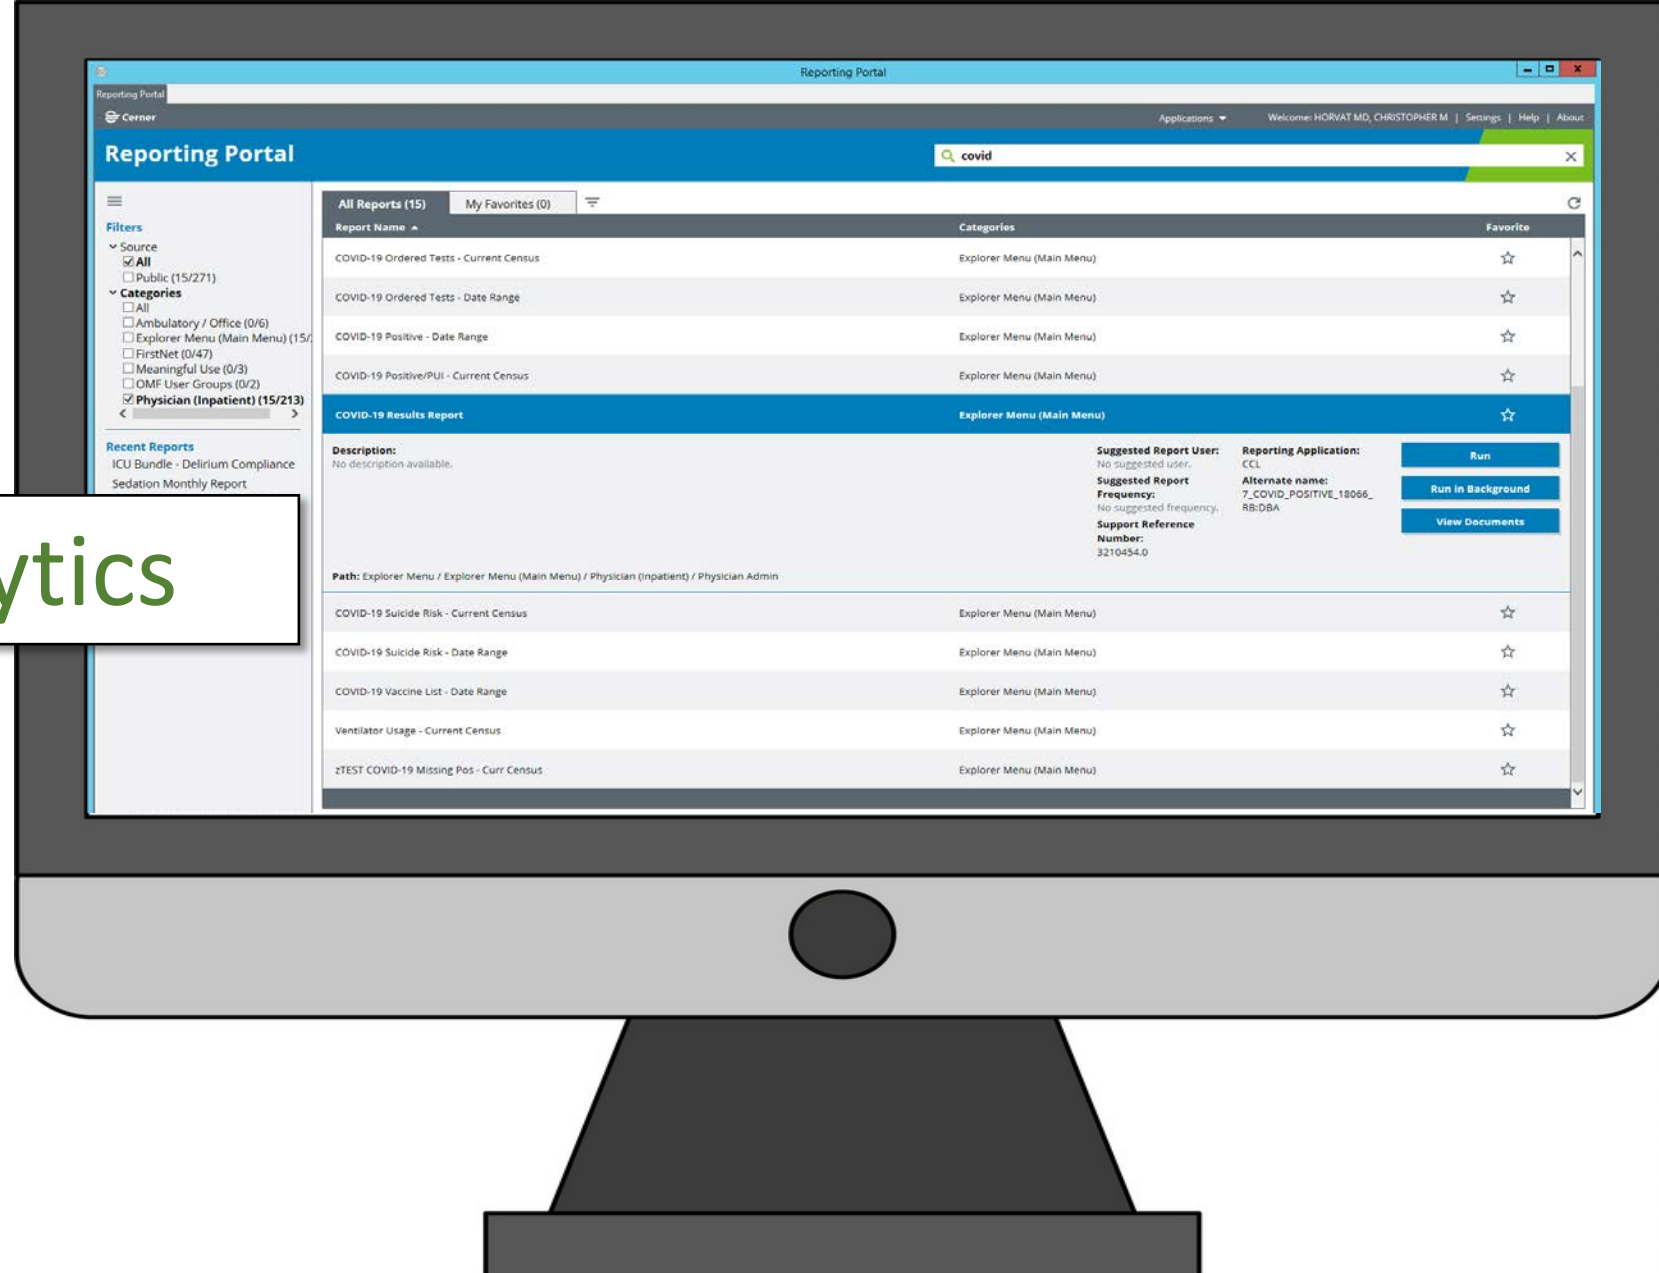 Reporting Portal
Reporting Portal
Cerner
Applications
Welcome: HORVAT MD, CHRISTOPHER M | Settings | Help | About
Reporting Portal
covid
All Reports (15)
My Favorites (0)
Filters
Source
All
Public (15/271)
Categories
All
Ambulatory / Office (0/6)
Explorer Menu (Main Menu) (15/
FirstNet (0/47)
Meaningful Use (0/3)
OMF User Groups (0/2)
Physician (Inpatient) (15/213)
Recent Reports
ICU Bundle - Delirium Compliance
Sedation Monthly Report
ytics
Report Name Categories Favorite
COVID-19 Ordered Tests - Current Census Explorer Menu (Main Menu)
COVID-19 Ordered Tests - Date Range Explorer Menu (Main Menu)
COVID-19 Positive - Date Range Explorer Menu (Main Menu)
COVID-19 Positive/PUI - Current Census Explorer Menu (Main Menu)
COVID-19 Results Report Explorer Menu (Main Menu)
Description:
No description available.
Suggested Report User:
No suggested user.
Suggested Report
Frequency:
No suggested frequency.
Support Reference
Number:
3210454.0
Reporting Application:
CCL
Alternate name:
7_COVID_POSITIVE_18066_
RB:DBA
Run
Run in Background
View Documents
Path: Explorer Menu / Explorer Menu (Main Menu) / Physician (Inpatient) / Physician Admin
COVID-19 Suicide Risk - Current Census Explorer Menu (Main Menu)
COVID-19 Suicide Risk - Date Range Explorer Menu (Main Menu)
COVID-19 Vaccine List - Date Range Explorer Menu (Main Menu)
Ventilator Usage - Current Census Explorer Menu (Main Menu)
zTEST COVID-19 Missing Pos - Curr Census Explorer Menu (Main Menu)